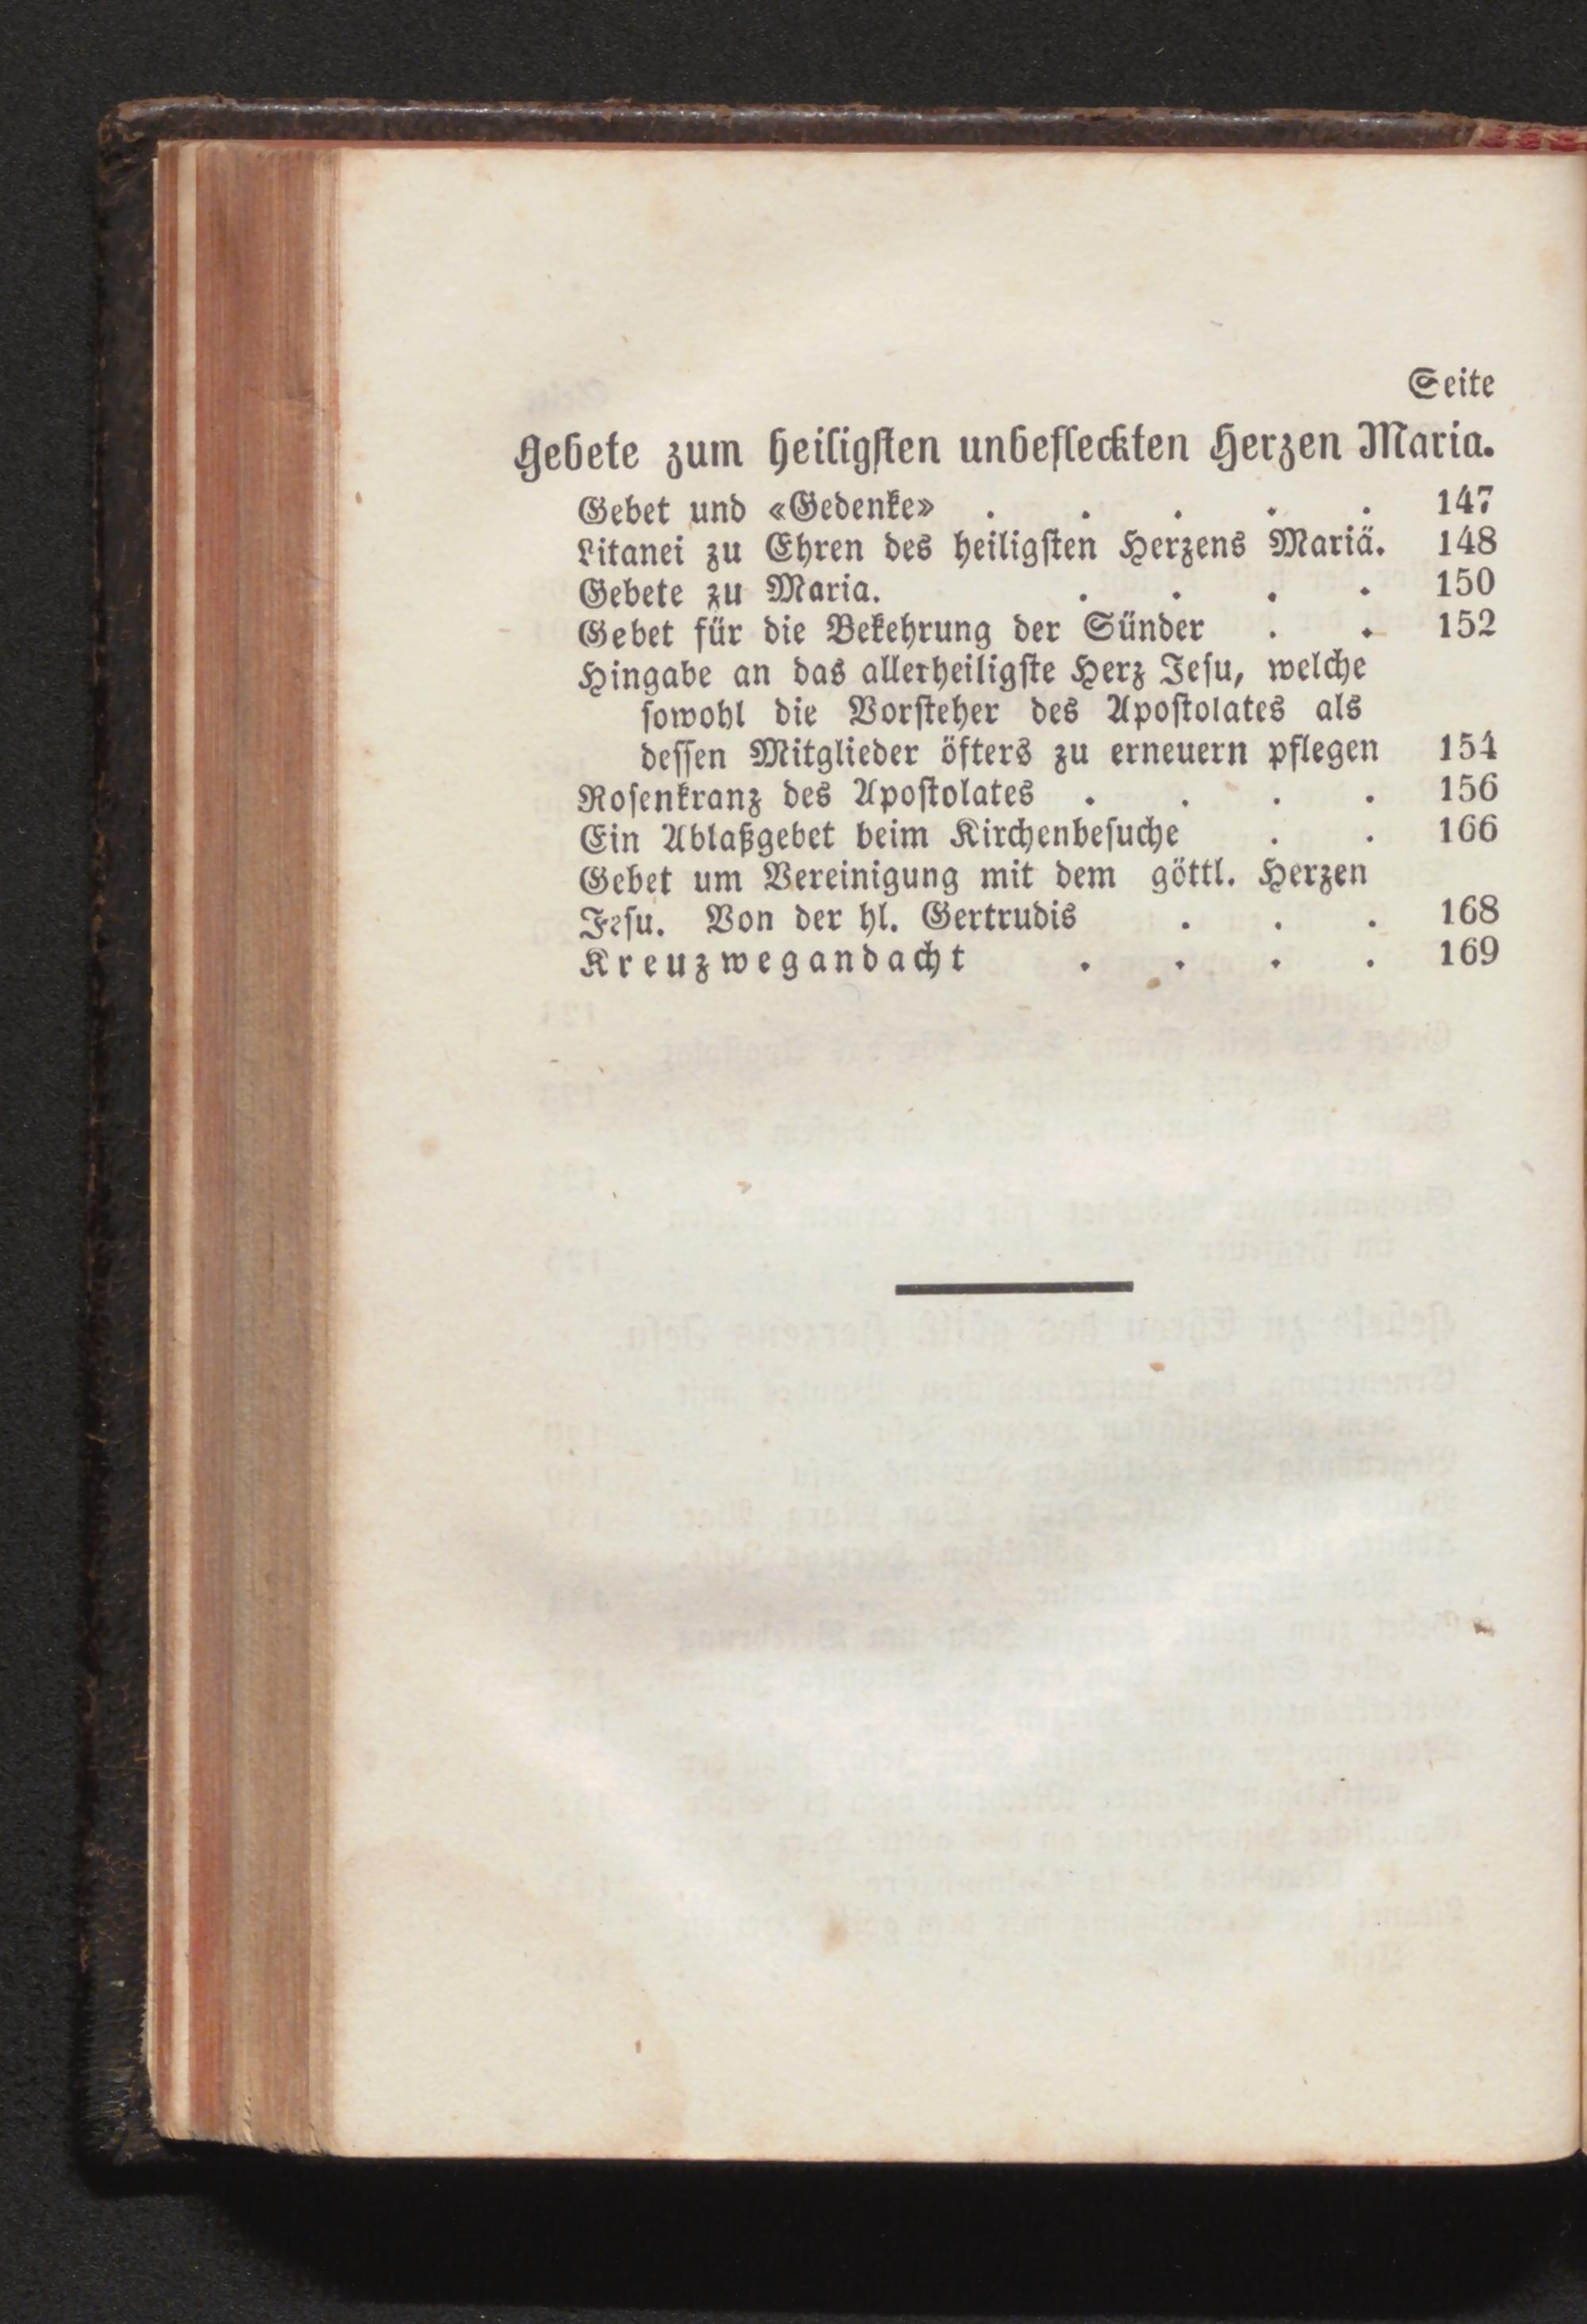 Seite
Gebete zum heiligsten unbefleckten Herzen Maria.
Gebet und «Gedenke» . . . . . 147
Litanei zu Ehren des heiligsten Herzens Mariä. 148
Gebete zu Maria. . . . . 150
Gebet für die Bekehrung der Sünder . . 152
Hingabe an das allerheiligste Herz Jesu, welche
sowohl die Vorsteher des Apostolates als
dessen Mitglieder öfters zu erneuern pflegen 154
Rosenkranz des Apostolates . . . . 156
Ein Ablaßgebet beim Kirchenbesuche . . 166
Gebet um Vereinigung mit dem göttl. Herzen
Jesu. Von der hl. Gertrudis . . . 168
Kreuzwegandacht . . . . 169